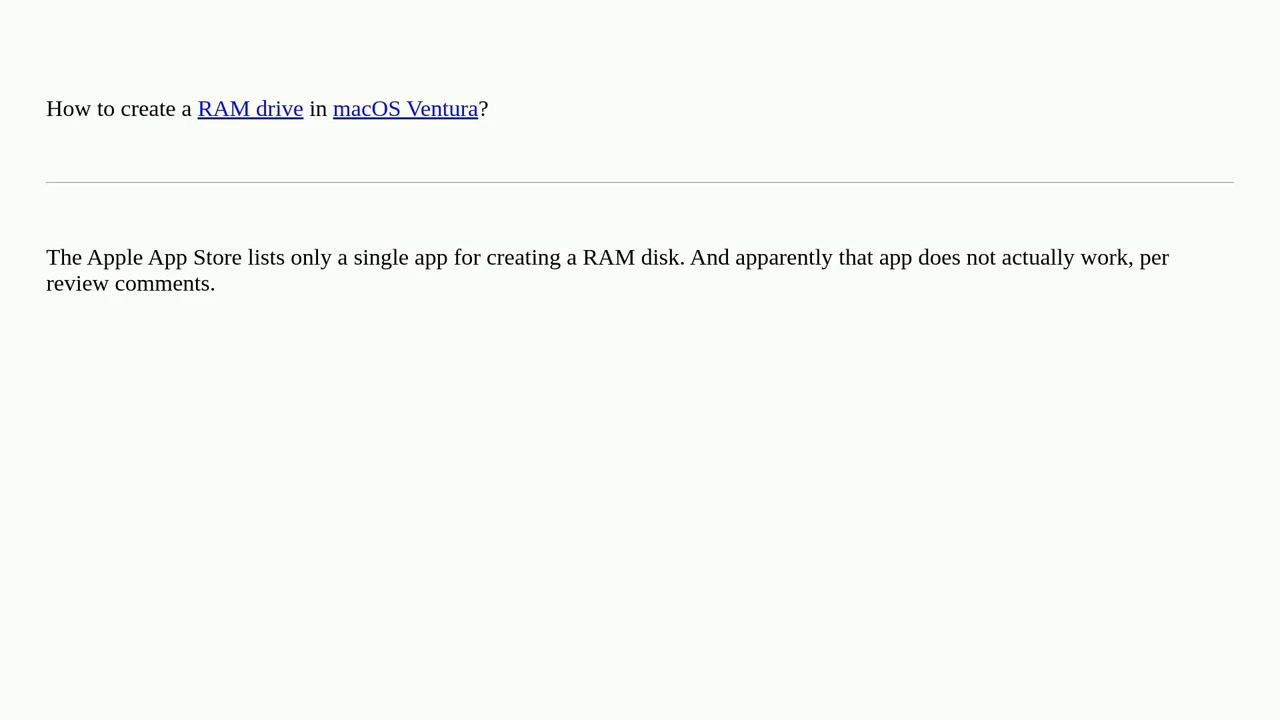 How to create a RAM drive in macOS Ventura?
The Apple App Store lists only a single app for creating a RAM disk. And apparently that app does not actually work, per
review comments.